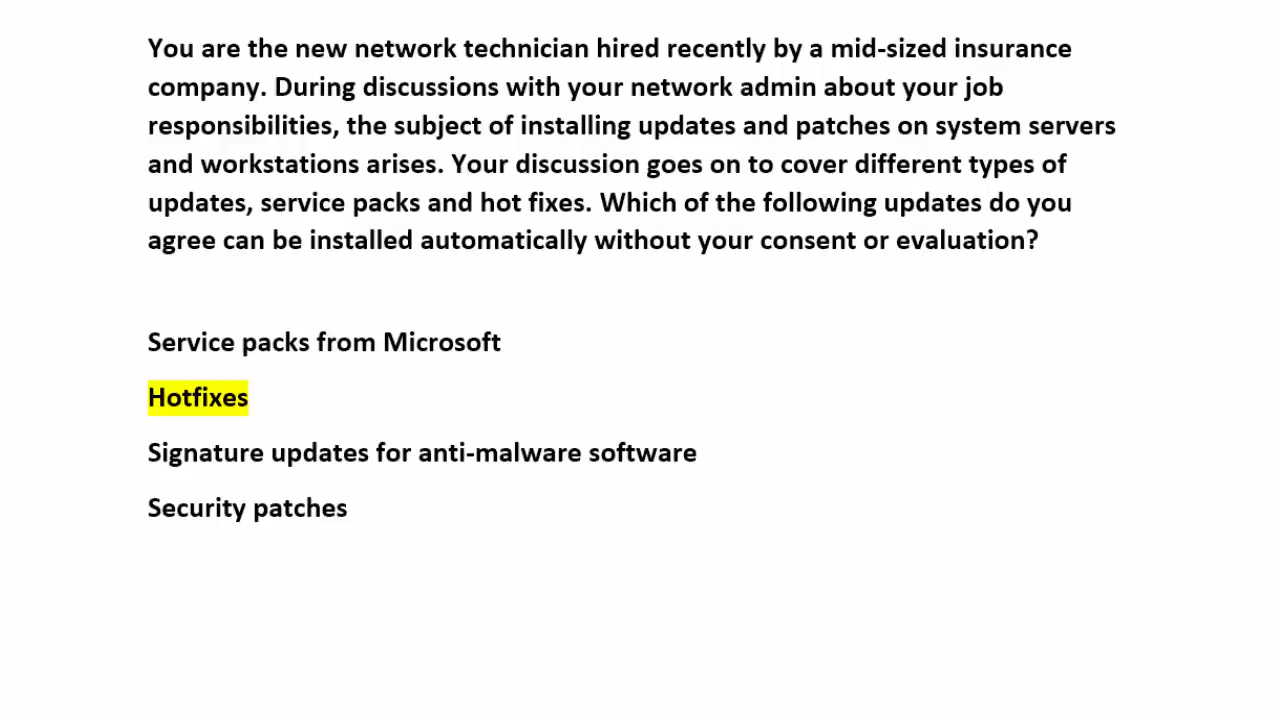 You are the new network technician hired recently by a mid-sized insurance
company. During discussions with your network admin about your job
responsibilities, the subject of installing updates and patches on system servers
and workstations arises. Your discussion goes on to cover different types of
updates, service packs and hot fixes. Which of the following updates do you
agree can be installed automatically without your consent or evaluation?
Service packs from Microsoft
Hotfixes
Signature updates for anti-malware software
Security patches